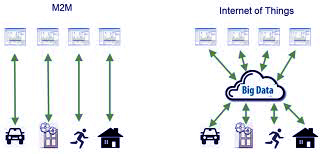 M2M
Internet of Things
Big Data